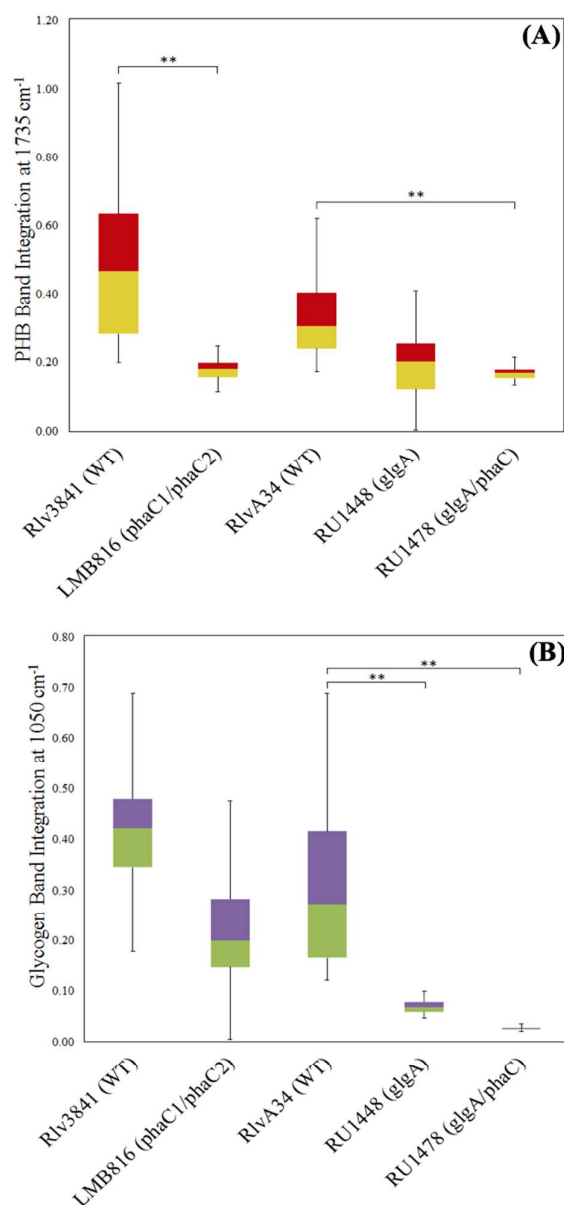 (A)
PHB Band Integration at 1735 cm⁻¹
1.20
1.00
0.80
0.60
0.40
0.20
0.00
**
**
Rlv3841 (WT)
LMB816 (phaC1/phaC2)
RlvA34 (WT)
RU1448 (glgA)
RU1478 (glgA/phaC)
(B)
Glycogen Band Integration at 1050 cm⁻¹
0.80
0.70
0.60
0.50
0.40
0.30
0.20
0.10
0.00
**
**
Rlv3841 (WT)
LMB816 (phaC1/phaC2)
RlvA34 (WT)
RU1448 (glgA)
RU1478 (glgA/phaC)